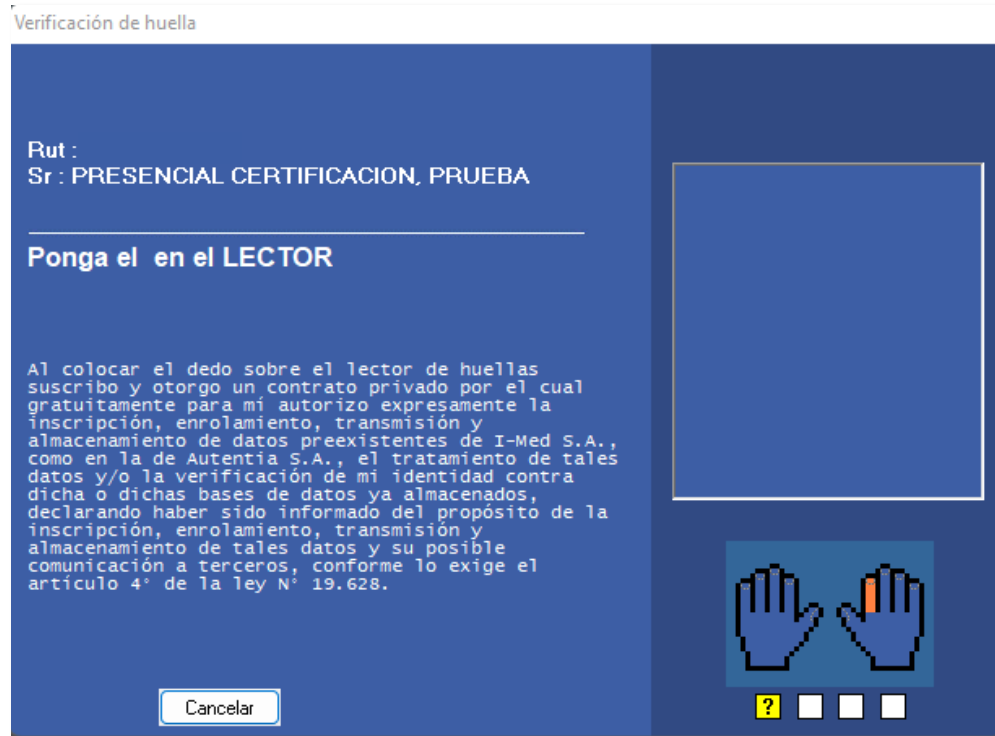 Verificación de huella
Rut :
Sr : PRESENCIAL CERTIFICACION, PRUEBA
Ponga el  en el LECTOR
Al colocar el dedo sobre el lector de huellas
suscribo y otorgo un contrato privado por el cual
gratuitamente para mí autorizo expresamente la
inscripción, enrolamiento, transmisión y
almacenamiento de datos preexistentes de I-Med S.A.,
como en la de Autentia S.A., el tratamiento de tales
datos y/o la verificación de mi identidad contra
dicha o dichas bases de datos ya almacenados,
declarando haber sido informado del propósito de la
inscripción, enrolamiento, transmisión y
almacenamiento de tales datos y su posible
comunicación a terceros, conforme lo exige el
artículo 4° de la ley N° 19.628.
Cancelar
?